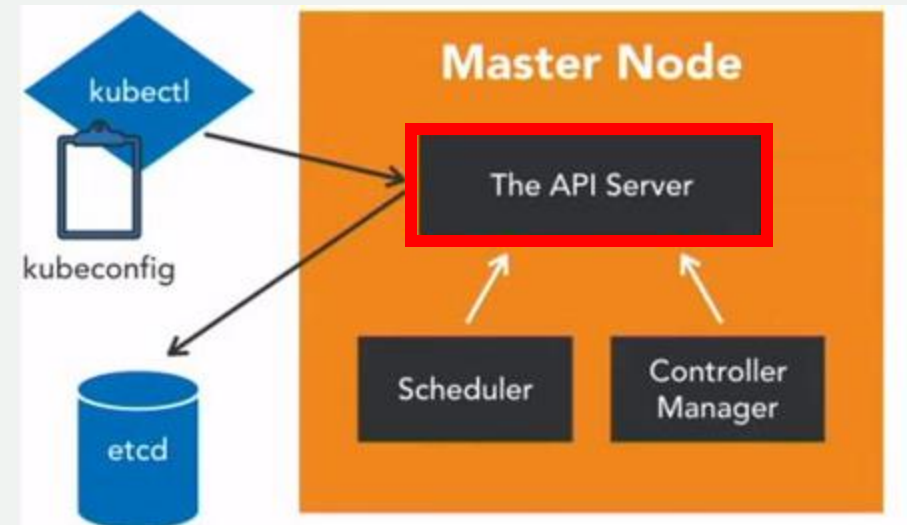 Master Node
kubectl
The API Server
kubeconfig
Scheduler
Controller
Manager
etcd